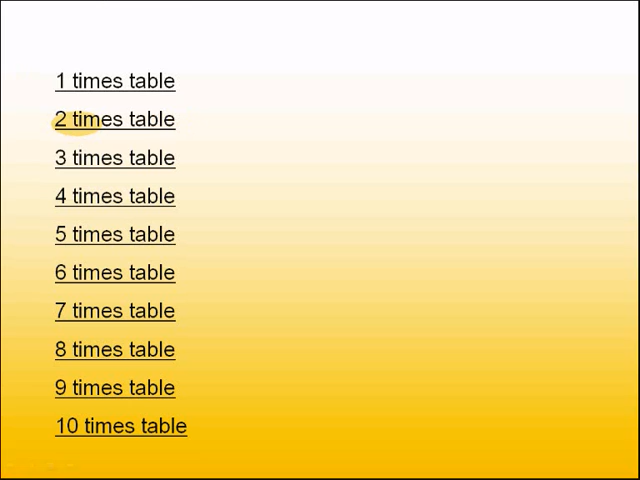 1 times table
2 times table
3 times table
4 times table
5 times table
6 times table
7 times table
8 times table
9 times table
10 times table